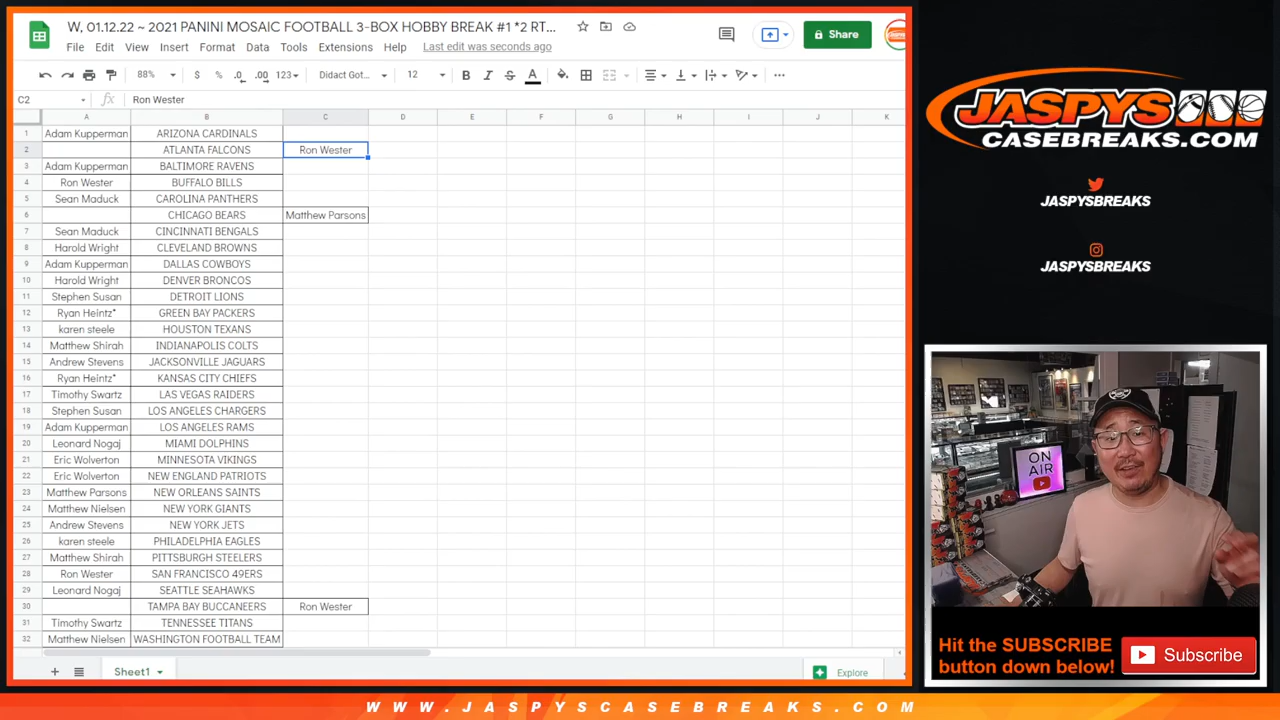 W, 01.12.22 ~ 2021 PANINI MOSAIC FOOTBALL 3-BOX HOBBY BREAK #1 *2 RT...
File Edit View Insert Format Data Tools Extensions Help Last edit was seconds ago
Share
88% $ % .0 .00 123 Didact Got... 12 B I S A
C2 fx Ron Wester
A B C D E F G H I J K
1 Adam Kupperman ARIZONA CARDINALS
2 ATLANTA FALCONS Ron Wester
3 Adam Kupperman BALTIMORE RAVENS
4 Ron Wester BUFFALO BILLS
5 Sean Maduck CAROLINA PANTHERS
6 CHICAGO BEARS Matthew Parsons
7 Sean Maduck CINCINNATI BENGALS
8 Harold Wright CLEVELAND BROWNS
9 Adam Kupperman DALLAS COWBOYS
10 Harold Wright DENVER BRONCOS
11 Stephen Susan DETROIT LIONS
12 Ryan Heintz* GREEN BAY PACKERS
13 karen steele HOUSTON TEXANS
14 Matthew Shirah INDIANAPOLIS COLTS
15 Andrew Stevens JACKSONVILLE JAGUARS
16 Ryan Heintz* KANSAS CITY CHIEFS
17 Timothy Swartz LAS VEGAS RAIDERS
18 Stephen Susan LOS ANGELES CHARGERS
19 Adam Kupperman LOS ANGELES RAMS
20 Leonard Nogaj MIAMI DOLPHINS
21 Eric Wolverton MINNESOTA VIKINGS
22 Eric Wolverton NEW ENGLAND PATRIOTS
23 Matthew Parsons NEW ORLEANS SAINTS
24 Matthew Nielsen NEW YORK GIANTS
25 Andrew Stevens NEW YORK JETS
26 karen steele PHILADELPHIA EAGLES
27 Matthew Shirah PITTSBURGH STEELERS
28 Ron Wester SAN FRANCISCO 49ERS
29 Leonard Nogaj SEATTLE SEAHAWKS
30 TAMPA BAY BUCCANEERS Ron Wester
31 Timothy Swartz TENNESSEE TITANS
32 Matthew Nielsen WASHINGTON FOOTBALL TEAM
Sheet1
Explore
JASPYS
CASEBREAKS.COM
JASPYSBREAKS
JASPYSBREAKS
ON
AIR
Hit the SUBSCRIBE
button down below!
Subscribe
WWW.JASPYSCASEBREAKS.COM